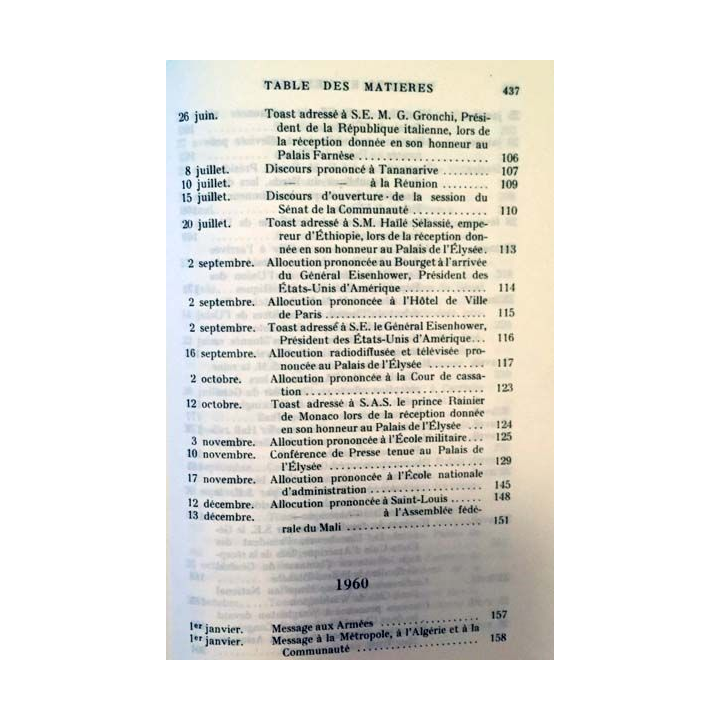 TABLE DES MATIERES 437
26 juin. Toast adressé à S.E. M. G. Gronchi, Prési-
dent de la République italienne, lors de
la réception donnée en son honneur au
Palais Farnèse .................. 106
8 juillet. Discours prononcé à Tananarive ....... 107
10 juillet. — — à la Réunion ....... 109
15 juillet. Discours d'ouverture de la session du
Sénat de la Communauté ........... 110
20 juillet. Toast adressé à S.M. Haïlé Sélassié, empe-
reur d'Éthiopie, lors de la réception don-
née en son honneur au Palais de l'Élysée. 113
2 septembre. Allocution prononcée au Bourget à l'arrivée
du Général Eisenhower, Président des
États-Unis d'Amérique ............ 114
2 septembre. Allocution prononcée à l'Hôtel de Ville
de Paris ........................ 115
2 septembre. Toast adressé à S.E. le Général Eisenhower,
Président des États-Unis d'Amérique... 116
16 septembre. Allocution radiodiffusée et télévisée pro-
noncée au Palais de l'Élysée ......... 117
2 octobre. Allocution prononcée à la Cour de cassa-
tion ............................ 123
12 octobre. Toast adressé à S.A.S. le prince Rainier
de Monaco lors de la réception donnée
en son honneur au Palais de l'Élysée ... 124
3 novembre. Allocution prononcée à l'École militaire... 125
10 novembre. Conférence de Presse tenue au Palais de
l'Élysée ........................ 129
17 novembre. Allocution prononcée à l'École nationale
d'administration ................. 145
12 décembre. Allocution prononcée à Saint-Louis ...... 148
13 décembre. à l'Assemblée fédé-
rale du Mali ..................... 151
1960
1er janvier. Message aux Armées ................ 157
1er janvier. Message à la Métropole, à l'Algérie et à la
Communauté ..................... 158